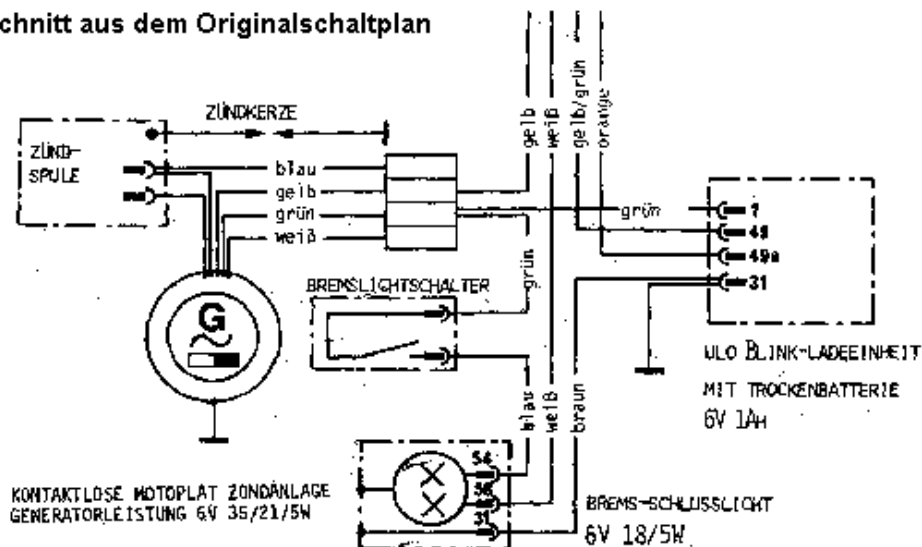 chnitt aus dem Originalschaltplan
ZÜNDKERZE
ZÜND-
SPULE
blau
gelb
grün
weiß
gelb
weiß
gelb/grün
orange
grün
49a
31
G
BREMSLICHTSCHALTER
grün
ULO BLINK-LADEEINHEIT
MIT TROCKENBATTERIE
6V 1AH
blau
weiß
braun
54
31
KONTAKTLOSE MOTOPLAT ZÜNDANLAGE
GENERATORLEISTUNG 6V 35/21/5W
BREMS-SCHLUSSLICHT
6V 18/5W